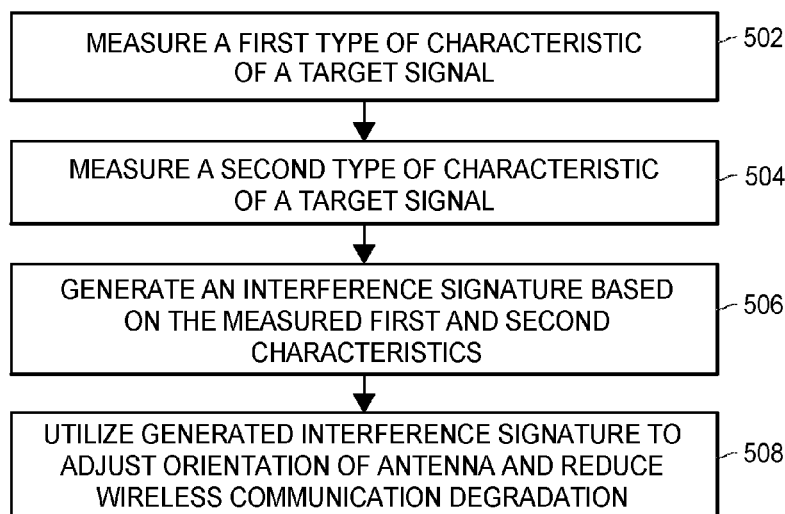 MEASURE A FIRST TYPE OF CHARACTERISTIC
OF A TARGET SIGNAL
502
MEASURE A SECOND TYPE OF CHARACTERISTIC
OF A TARGET SIGNAL
504
GENERATE AN INTERFERENCE SIGNATURE BASED
ON THE MEASURED FIRST AND SECOND
CHARACTERISTICS
506
UTILIZE GENERATED INTERFERENCE SIGNATURE TO
ADJUST ORIENTATION OF ANTENNA AND REDUCE
WIRELESS COMMUNICATION DEGRADATION
508